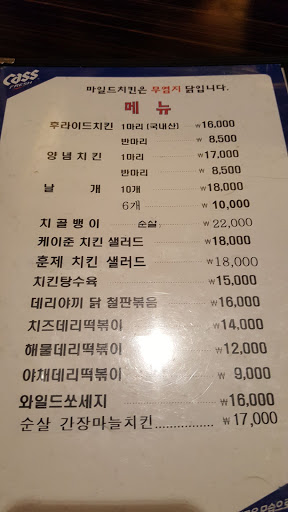 Cass
FRESH
마일드치킨은 무염지 닭입니다.
메 뉴
후라이드치킨 1마리 (국내산) ₩16,000
반마리 ₩ 8,500
양 념 치 킨 1마리 ₩17,000
반마리 ₩ 8,500
날 개 10개 ₩18,000
6개 ₩ 10,000
치 골 뱅 이 순살 ₩ 22,000
케이준 치킨 샐러드 ₩18,000
훈제 치킨 샐러드 ₩18,000
치킨탕수육 ₩15,000
데리야끼 닭 철판볶음 ₩16,000
치즈데리떡볶이 ₩ 14,000
해물데리떡볶이 ₩ 12,000
야채데리떡볶이 ₩ 9,000
와일드쏘세지 ₩ 16,000
순살 간장마늘치킨................ ₩ 17,000